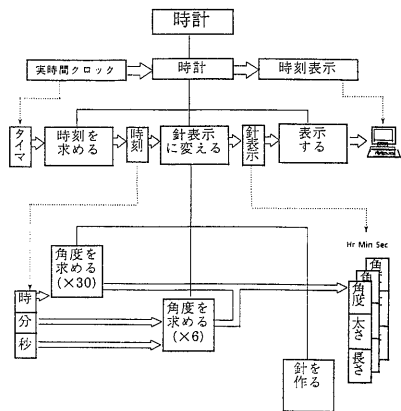 時計
実時間クロック
時計
時刻表示
タイマ
時刻を
求める
時刻
針表示
に変える
針表示
表示
する
Hr Min Sec
角度を
求める
(×30)
時
分
秒
角度を
求める
(×6)
針を
作る
角
角
角度
太さ
長さ